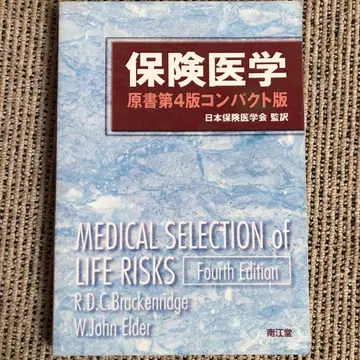 保険医学
原書第4版コンパクト版
日本保険医学会 監訳
MEDICAL SELECTION of
LIFE RISKS Fourth Edition
R.D.C.Brackenridge
W.John Elder
南江堂